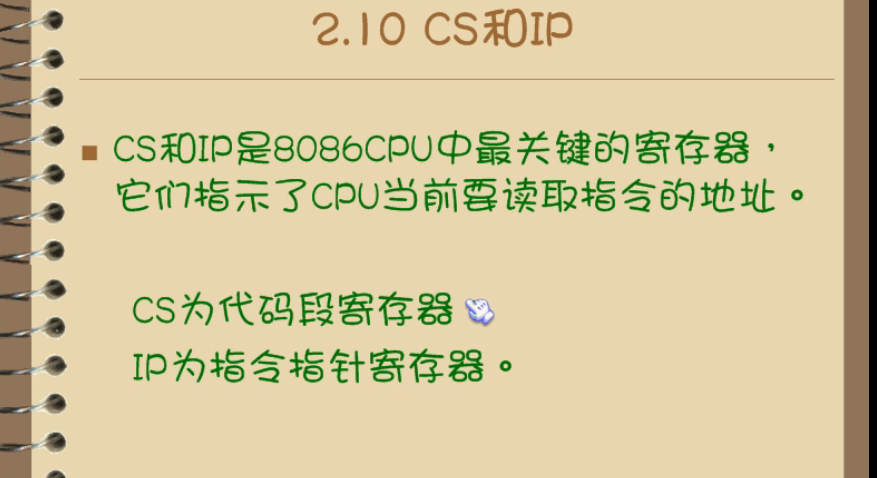 2.10 CS和IP
CS和IP是8086CPU中最关键的寄存器，
它们指示了CPU当前要读取指令的地址。
CS为代码段寄存器
IP为指令指针寄存器。